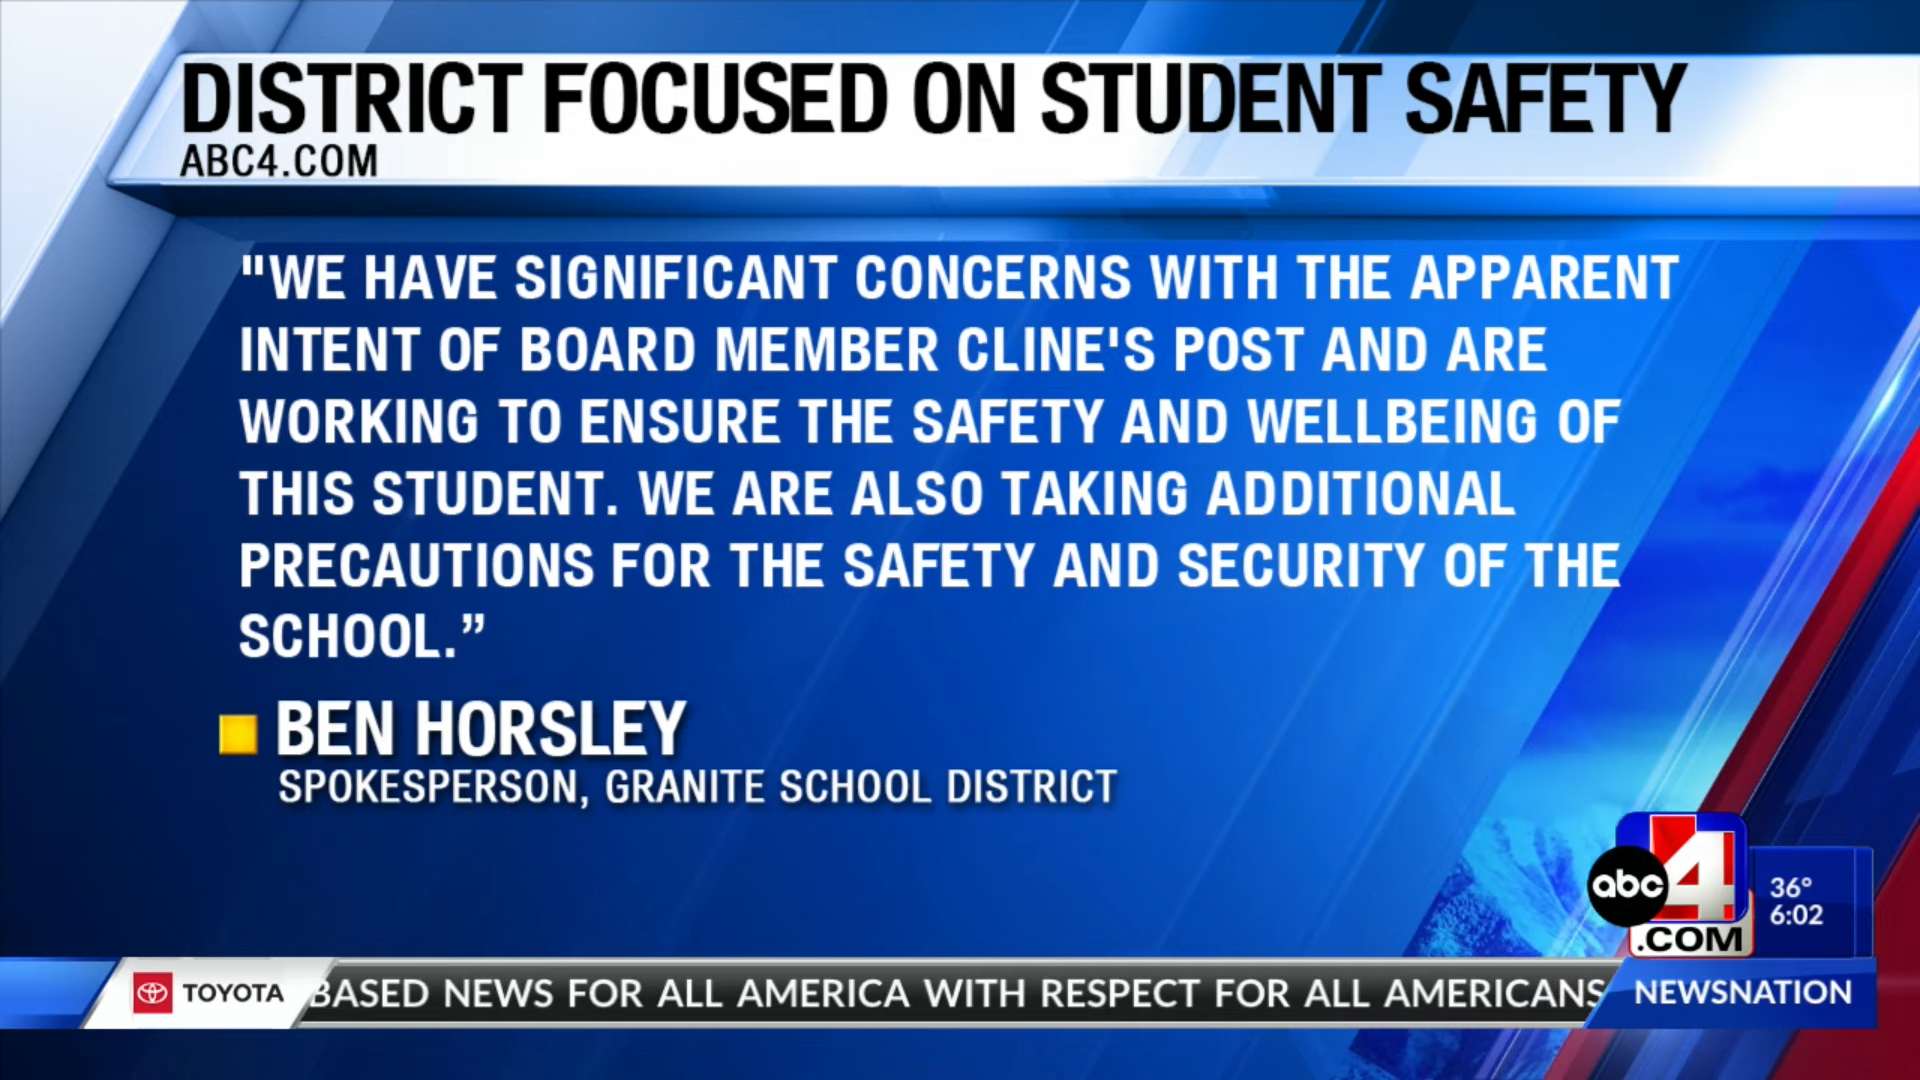 DISTRICT FOCUSED ON STUDENT SAFETY
ABC4.COM
"WE HAVE SIGNIFICANT CONCERNS WITH THE APPARENT
INTENT OF BOARD MEMBER CLINE'S POST AND ARE
WORKING TO ENSURE THE SAFETY AND WELLBEING OF
THIS STUDENT. WE ARE ALSO TAKING ADDITIONAL
PRECAUTIONS FOR THE SAFETY AND SECURITY OF THE
SCHOOL.”
BEN HORSLEY
SPOKESPERSON, GRANITE SCHOOL DISTRICT
abc 4
.COM
36°
6:02
TOYOTA
BASED NEWS FOR ALL AMERICA WITH RESPECT FOR ALL AMERICANS
NEWSNATION